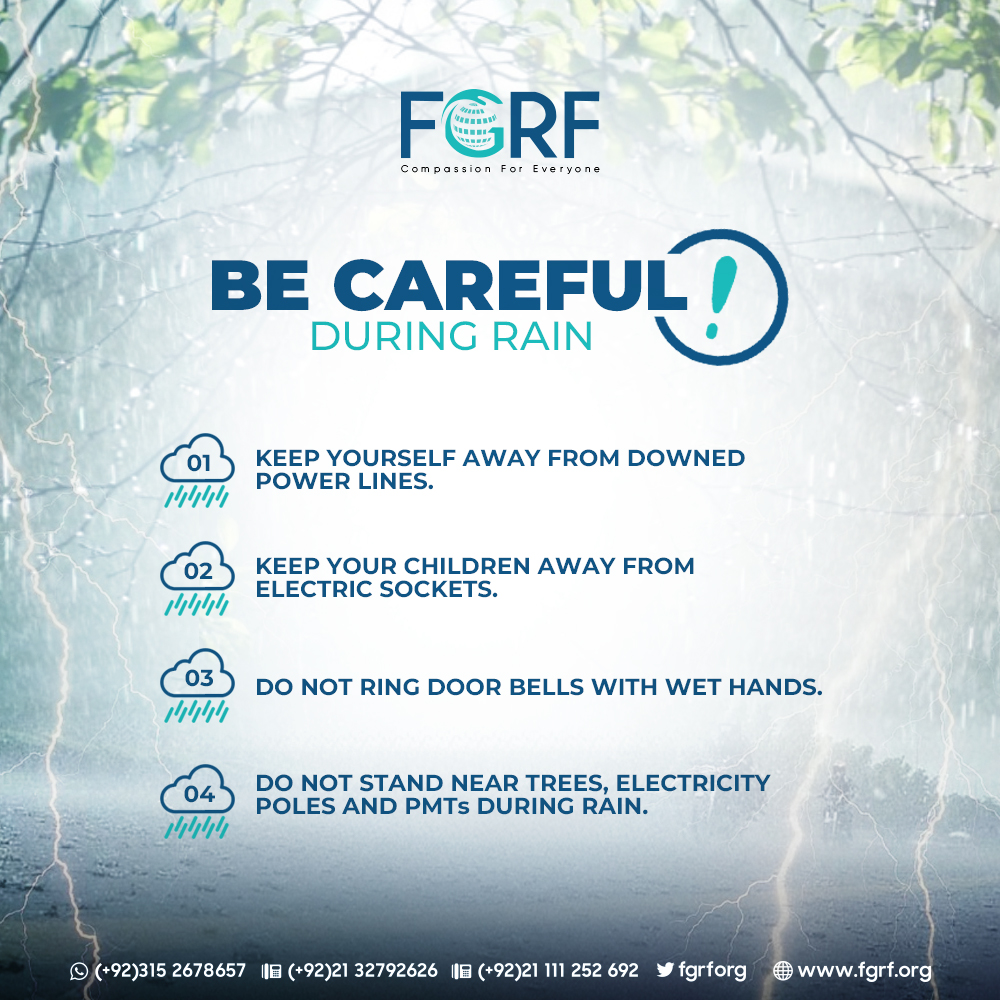 FGRF
Compassion For Everyone
BE CAREFUL!
DURING RAIN
01
KEEP YOURSELF AWAY FROM DOWNED
POWER LINES.
02
KEEP YOUR CHILDREN AWAY FROM
ELECTRIC SOCKETS.
03
DO NOT RING DOOR BELLS WITH WET HANDS.
04
DO NOT STAND NEAR TREES, ELECTRICITY
POLES AND PMTs DURING RAIN.
(+92)315 2678657 (+92)21 32792626 (+92)21 111 252 692 fgrforg www.fgrf.org